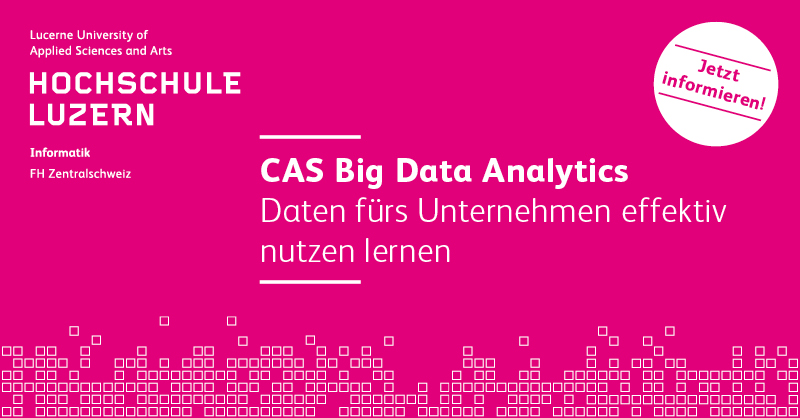 Lucerne University of
Applied Sciences and Arts
HOCHSCHULE
LUZERN
Informatik
FH Zentralschweiz
Jetzt
informieren!
CAS Big Data Analytics
Daten fürs Unternehmen effektiv
nutzen lernen